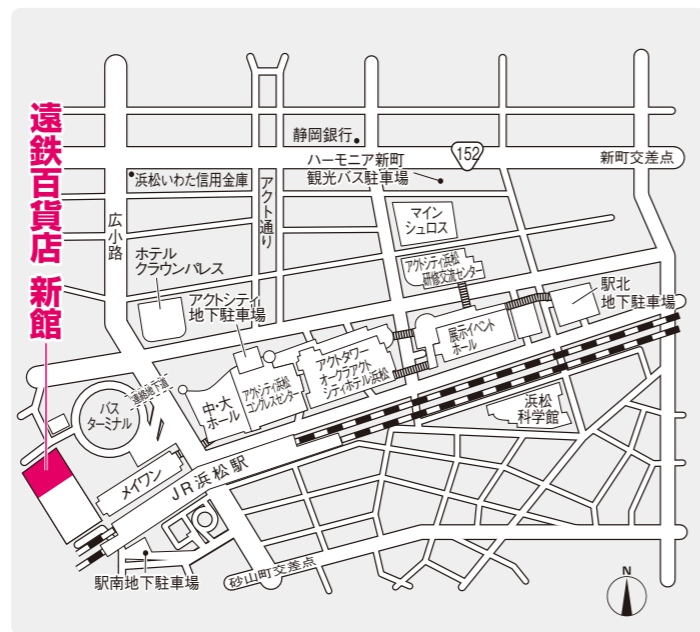 遠鉄百貨店 新館
静岡銀行
ハーモニア新町
観光バス駐車場
152
新町交差点
浜松いわた信用金庫
アクト通り
広小路
マイン
シュロス
ホテル
クラウンパレス
アクトシティ浜松
研修交流センター
アクトシティ
地下駐車場
駅北
地下駐車場
展示イベント
ホール
アクトタワー
オークラアクト
シティホテル浜松
アクトシティ浜松
コングレスセンター
中・大
ホール
連絡地下道
バス
ターミナル
浜松
科学館
メイワン
JR浜松駅
駅南地下駐車場
砂山町交差点
N